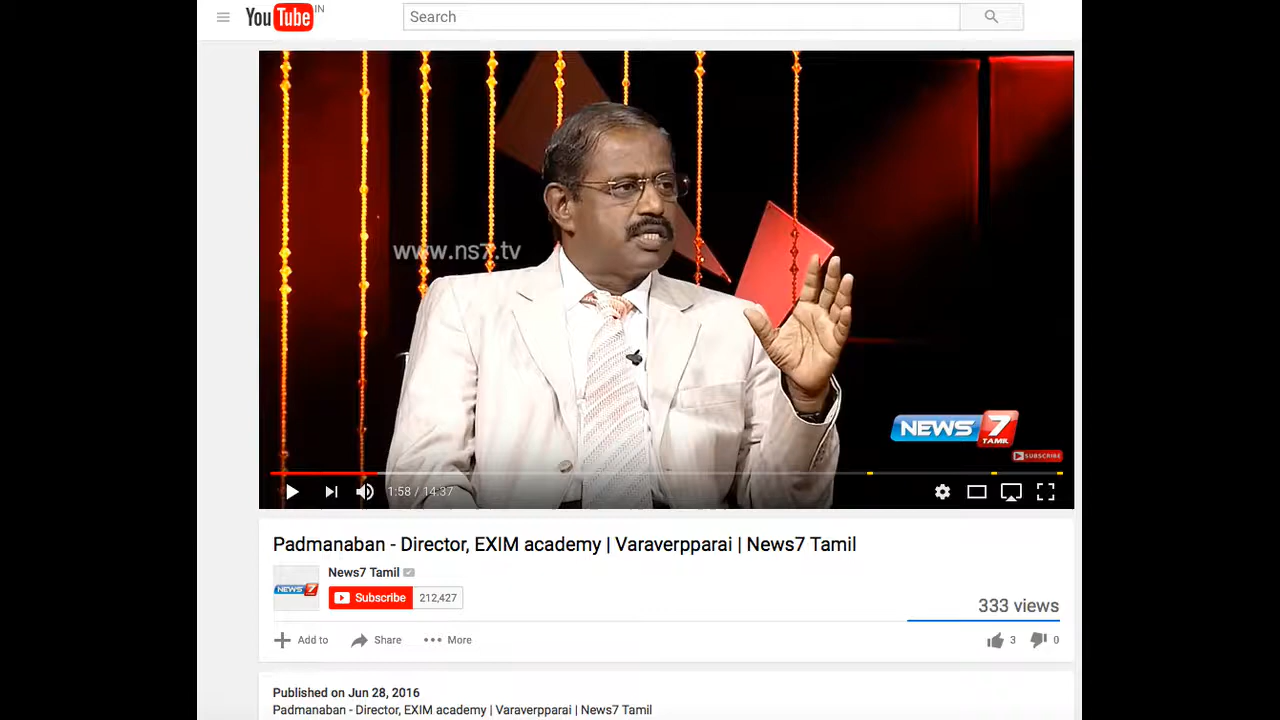 YouTube IN
Search
www.ns7.tv
NEWS 7
TAMIL
SUBSCRIBE
1:58 / 14:37
Padmanaban - Director, EXIM academy | Varaverpparai | News7 Tamil
NEWS 7
News7 Tamil
Subscribe 212,427
333 views
Add to Share More 3 0
Published on Jun 28, 2016
Padmanaban - Director, EXIM academy | Varaverpparai | News7 Tamil